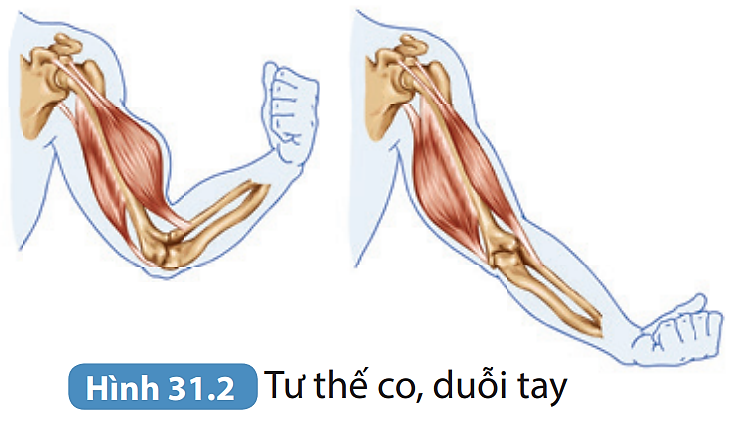 Hình 31.2 Tư thế co, duỗi tay